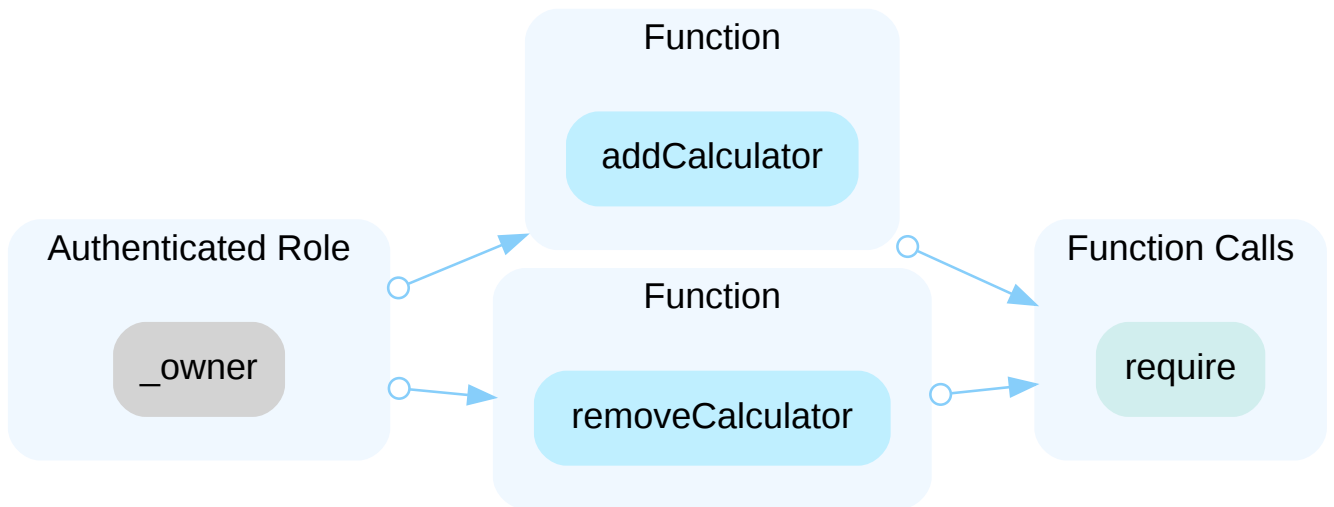 Function
addCalculator
Authenticated Role
_owner
Function
removeCalculator
Function Calls
require